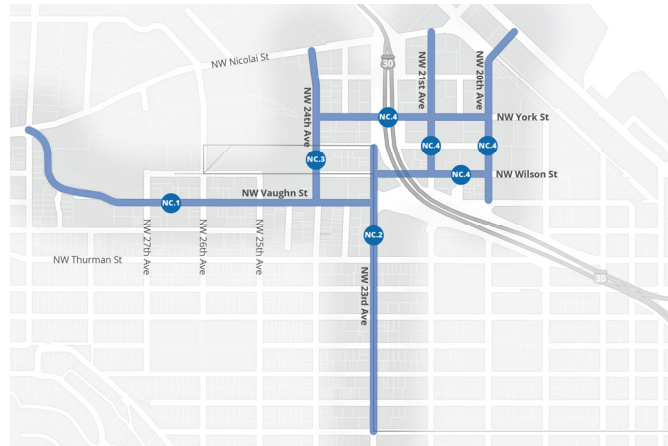 NW Nicolai St
30
NW 24th Ave
NW 21st Ave
NW 20th Ave
NC.4
NW York St
NC.3
NC.4
NC.4
NC.4
NW Wilson St
NW Vaughn St
NC.1
NC.2
NW 27th Ave
NW 26th Ave
NW 25th Ave
NW Thurman St
NW 23rd Ave
30